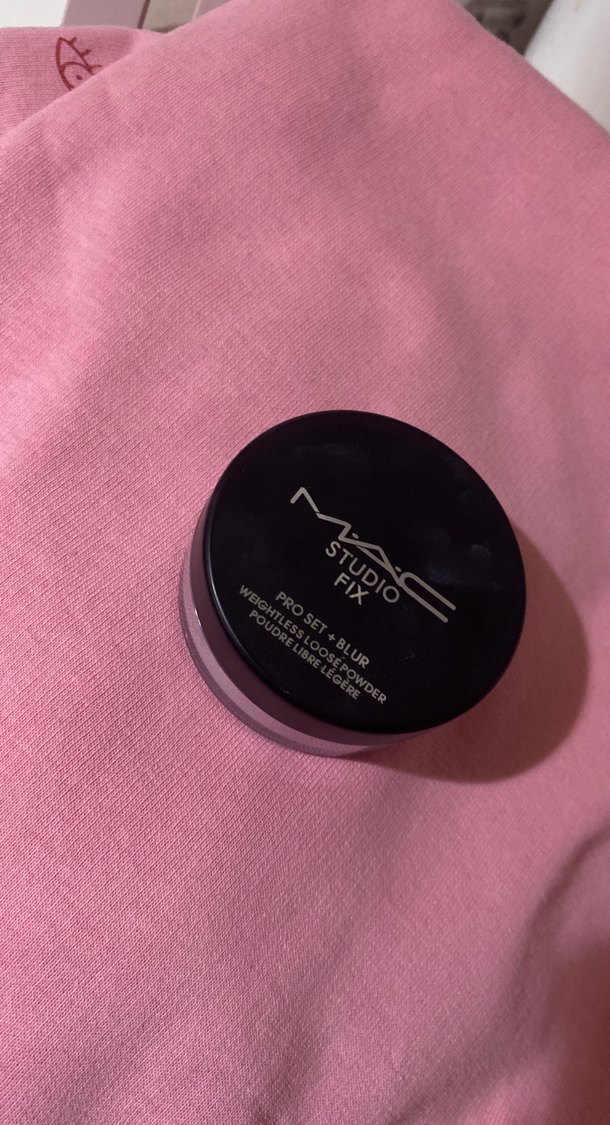 MAC
STUDIO
FIX
PRO SET + BLUR
WEIGHTLESS LOOSE POWDER
POUDRE LIBRE LÉGÈRE